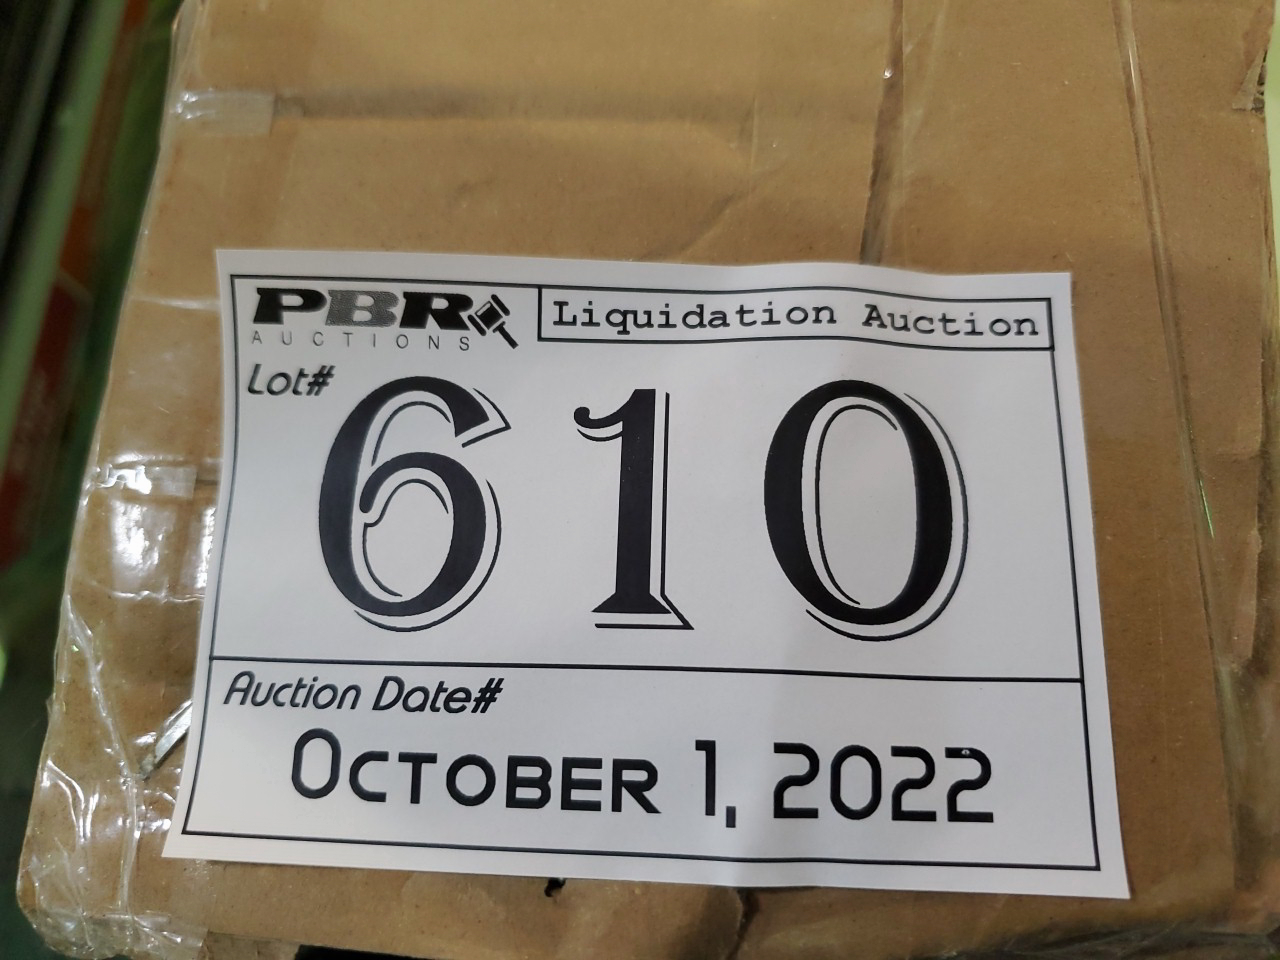 PBR
AUCTIONS
Liquidation Auction
Lot#
610
Auction Date#
October 1, 2022